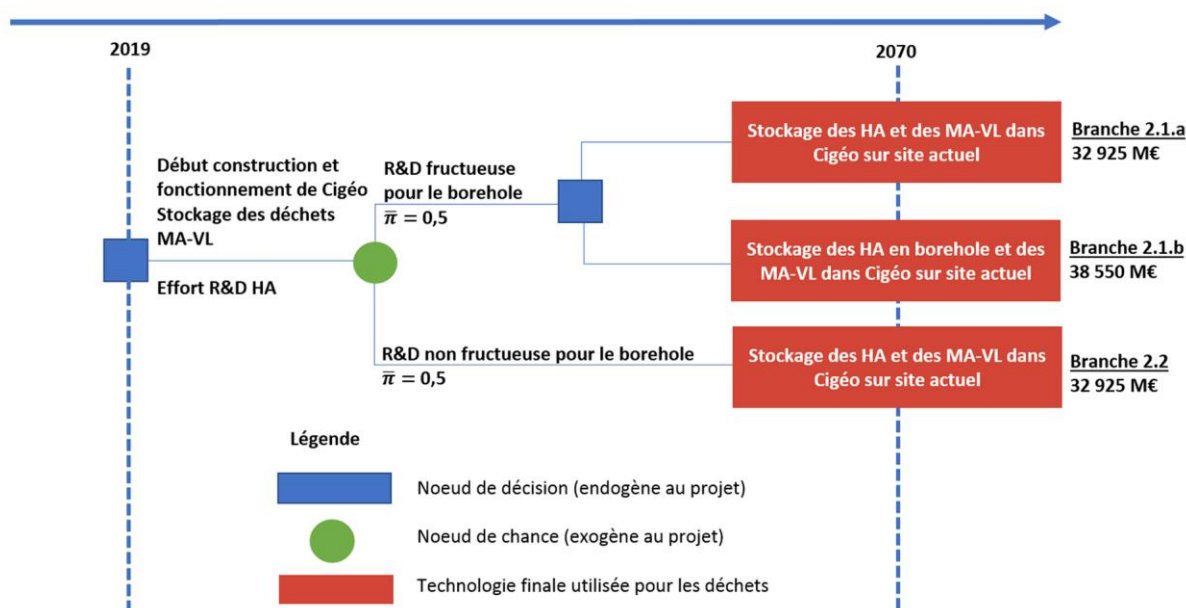 2019
2070
Début construction et
fonctionnement de Cigéo
Stockage des déchets
MA-VL
Effort R&D HA
R&D fructueuse
pour le borehole
π̅ = 0,5
R&D non fructueuse pour le borehole
π̅ = 0,5
Stockage des HA et des MA-VL dans
Cigéo sur site actuel
Branche 2.1.a
32 925 M€
Stockage des HA en borehole et des
MA-VL dans Cigéo sur site actuel
Branche 2.1.b
38 550 M€
Stockage des HA et des MA-VL dans
Cigéo sur site actuel
Branche 2.2
32 925 M€
Légende
Noeud de décision (endogène au projet)
Noeud de chance (exogène au projet)
Technologie finale utilisée pour les déchets